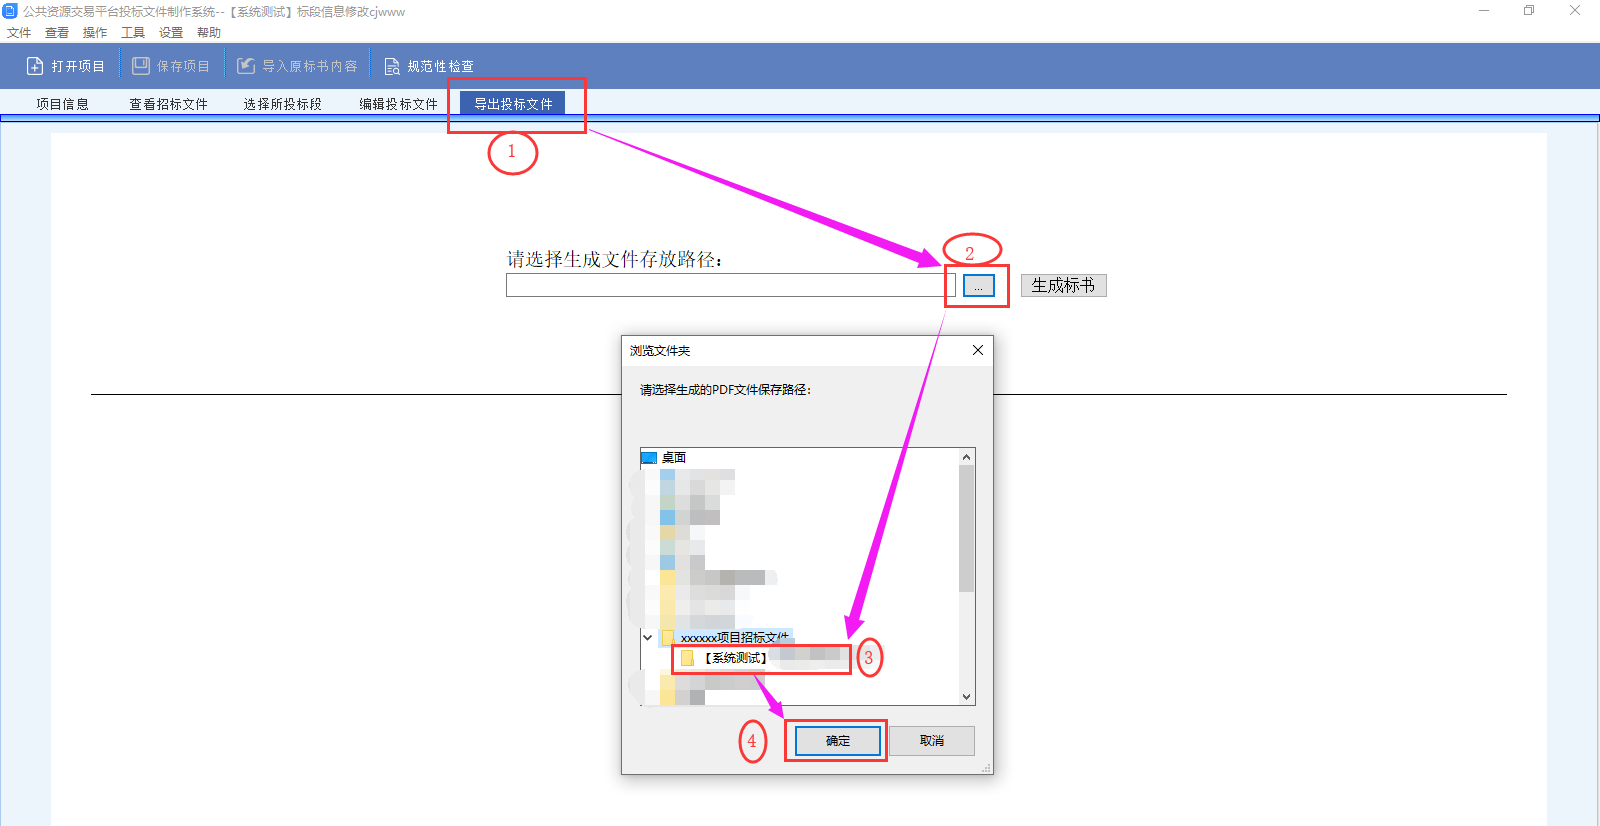 公共资源交易平台投标文件制作系统--【系统测试】标段信息修改cjwww
文件 查看 操作 工具 设置 帮助
打开项目 保存项目 导入原标书内容 规范性检查
项目信息 查看招标文件 选择所投标段 编辑投标文件 导出投标文件
1
2
请选择生成文件存放路径：
... 生成标书
浏览文件夹
请选择生成的PDF文件保存路径:
桌面
xxxxxx项目招标文件
【系统测试】
3
4
确定 取消